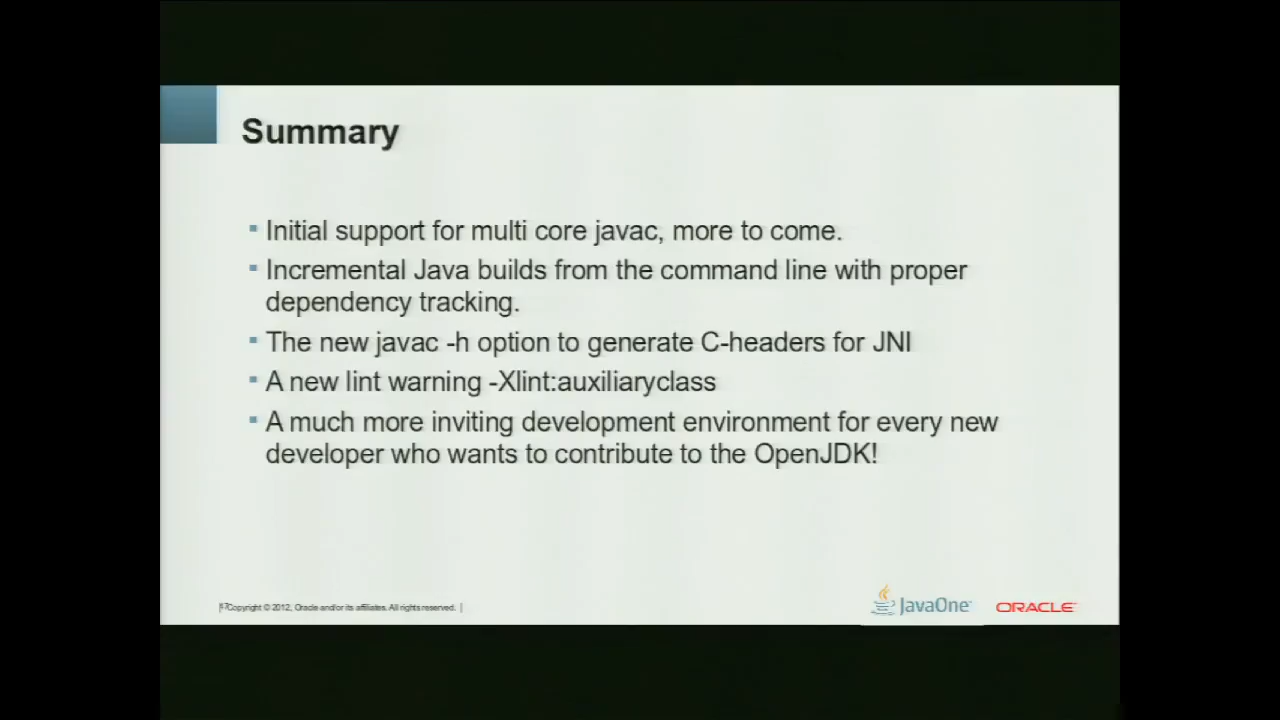 Summary
Initial support for multi core javac, more to come.
Incremental Java builds from the command line with proper
dependency tracking.
The new javac -h option to generate C-headers for JNI
A new lint warning -Xlint:auxiliaryclass
A much more inviting development environment for every new
developer who wants to contribute to the OpenJDK!
Copyright © 2012, Oracle and/or its affiliates. All rights reserved.
JavaOne
ORACLE